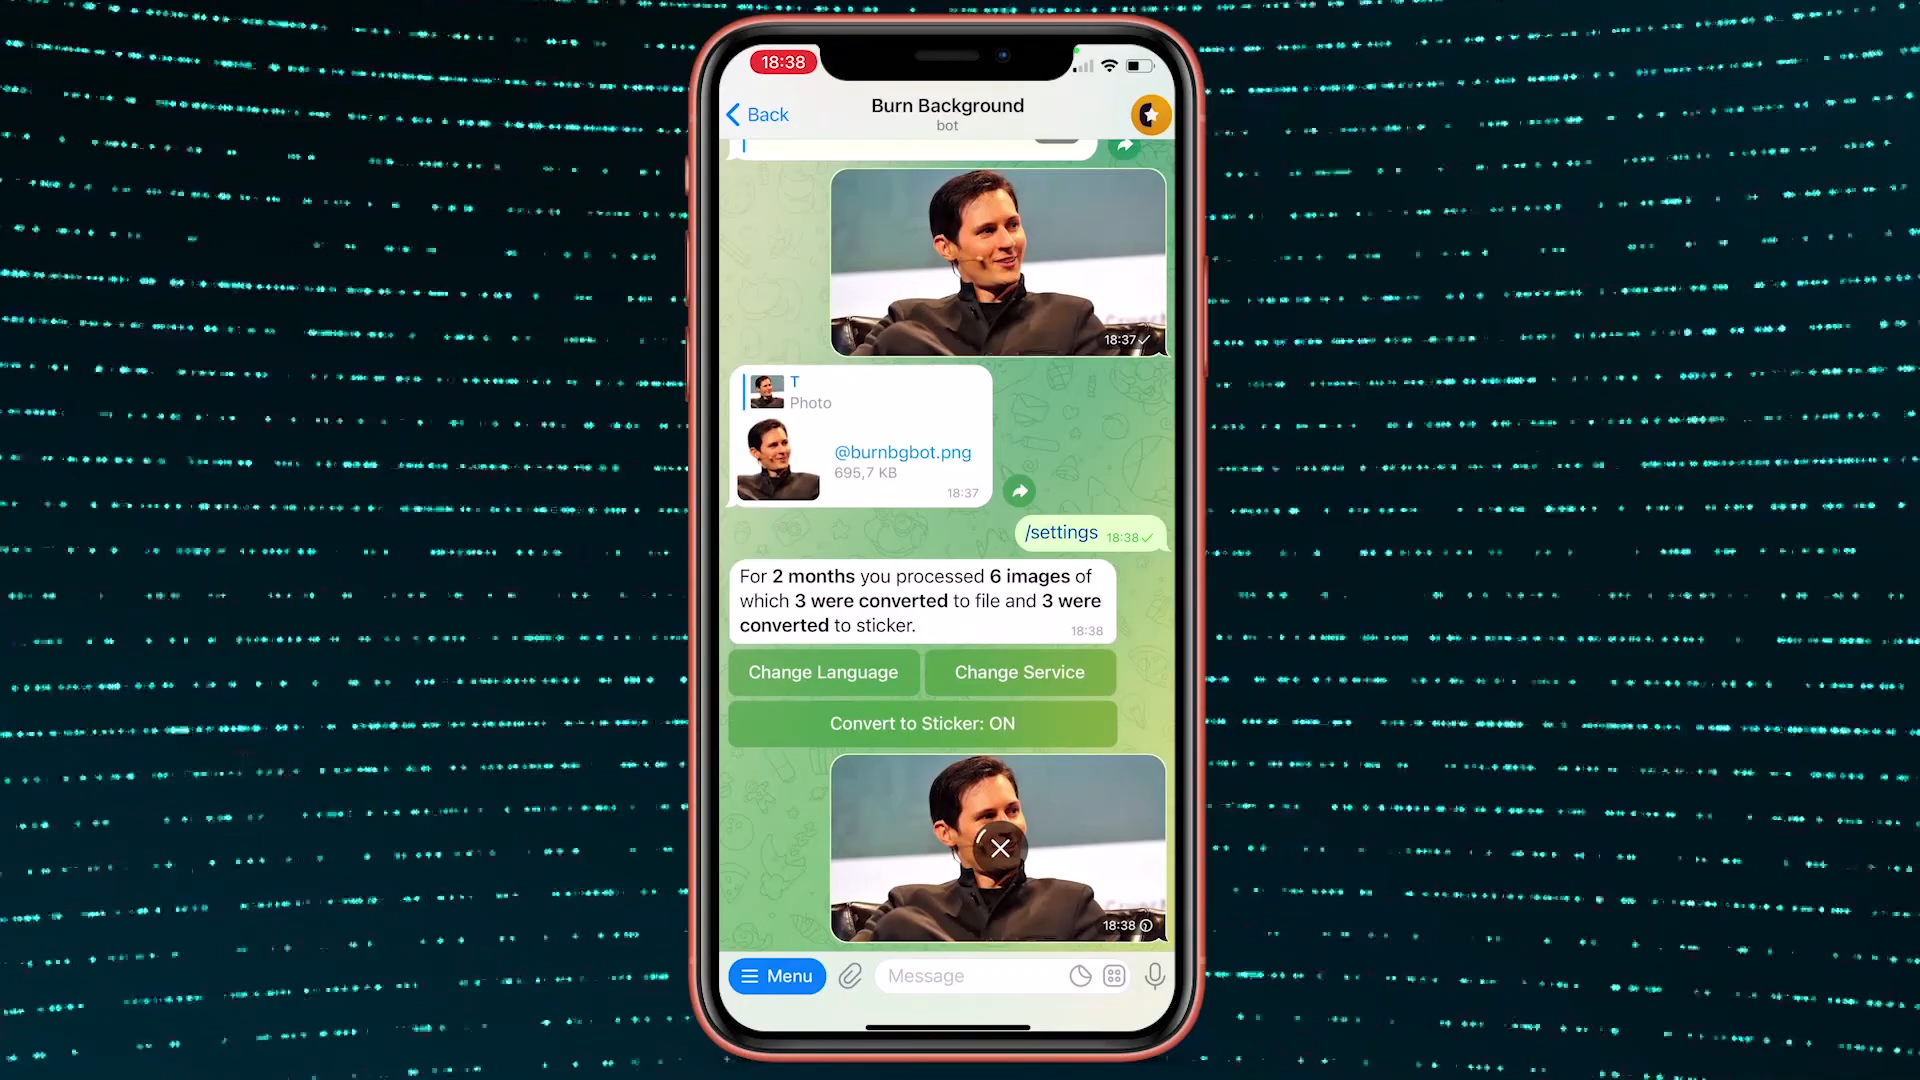 18:38
Back
Burn Background
bot
18:37
T
Photo
@burnbgbot.png
695,7 KB
18:37
/settings 18:38
For 2 months you processed 6 images of
which 3 were converted to file and 3 were
converted to sticker.
18:38
Change Language
Change Service
Convert to Sticker: ON
18:38
Menu
Message